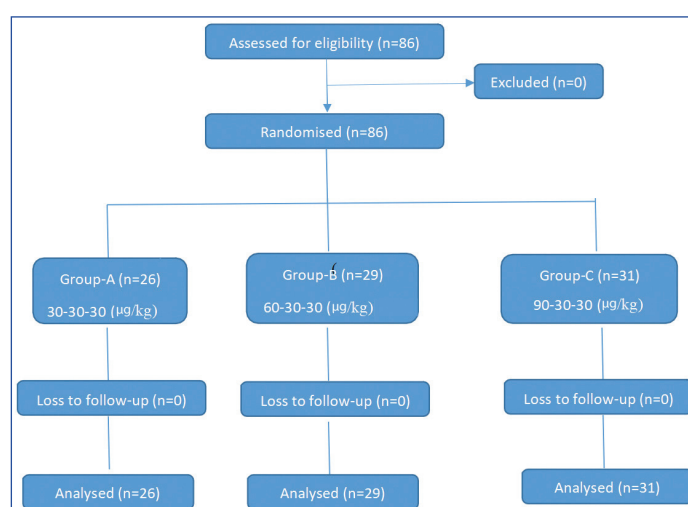 Assessed for eligibility (n=86)
Excluded (n=0)
Randomised (n=86)
Group-A (n=26)
30-30-30 (µg/kg)
Group-B (n=29)
60-30-30 (µg/kg)
Group-C (n=31)
90-30-30 (µg/kg)
Loss to follow-up (n=0)
Loss to follow-up (n=0)
Loss to follow-up (n=0)
Analysed (n=26)
Analysed (n=29)
Analysed (n=31)